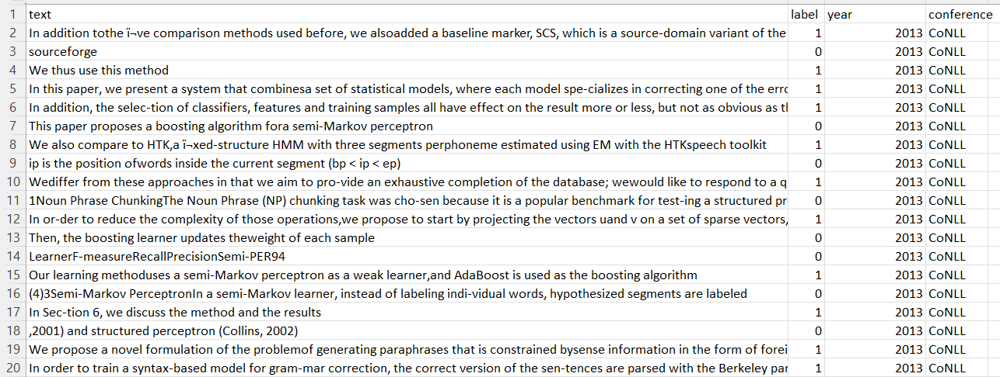 1 text label year conference
2 In addition tothe ï¬ve comparison methods used before, we alsoadded a baseline marker, SCS, which is a source-domain variant of the 1 2013 CoNLL
3 sourceforge 0 2013 CoNLL
4 We thus use this method 1 2013 CoNLL
5 In this paper, we present a system that combinesa set of statistical models, where each model spe-cializes in correcting one of the erro 1 2013 CoNLL
6 In addition, the selec-tion of classifiers, features and training samples all have effect on the result more or less, but not as obvious as th 1 2013 CoNLL
7 This paper proposes a boosting algorithm fora semi-Markov perceptron 0 2013 CoNLL
8 We also compare to HTK,a ï¬xed-structure HMM with three segments perphoneme estimated using EM with the HTKspeech toolkit 1 2013 CoNLL
9 ip is the position ofwords inside the current segment (bp < ip < ep) 0 2013 CoNLL
10 Wediffer from these approaches in that we aim to pro-vide an exhaustive completion of the database; wewould like to respond to a q 1 2013 CoNLL
11 1Noun Phrase ChunkingThe Noun Phrase (NP) chunking task was cho-sen because it is a popular benchmark for test-ing a structured pr 0 2013 CoNLL
12 In or-der to reduce the complexity of those operations,we propose to start by projecting the vectors uand v on a set of sparse vectors, 1 2013 CoNLL
13 Then, the boosting learner updates theweight of each sample 0 2013 CoNLL
14 LearnerF-measureRecallPrecisionSemi-PER94 0 2013 CoNLL
15 Our learning methoduses a semi-Markov perceptron as a weak learner,and AdaBoost is used as the boosting algorithm 1 2013 CoNLL
16 (4)3Semi-Markov PerceptronIn a semi-Markov learner, instead of labeling indi-vidual words, hypothesized segments are labeled 0 2013 CoNLL
17 In Sec-tion 6, we discuss the method and the results 1 2013 CoNLL
18 ,2001) and structured perceptron (Collins, 2002) 0 2013 CoNLL
19 We propose a novel formulation of the problemof generating paraphrases that is constrained bysense information in the form of forei 1 2013 CoNLL
20 In order to train a syntax-based model for gram-mar correction, the correct version of the sen-tences are parsed with the Berkeley par 1 2013 CoNLL